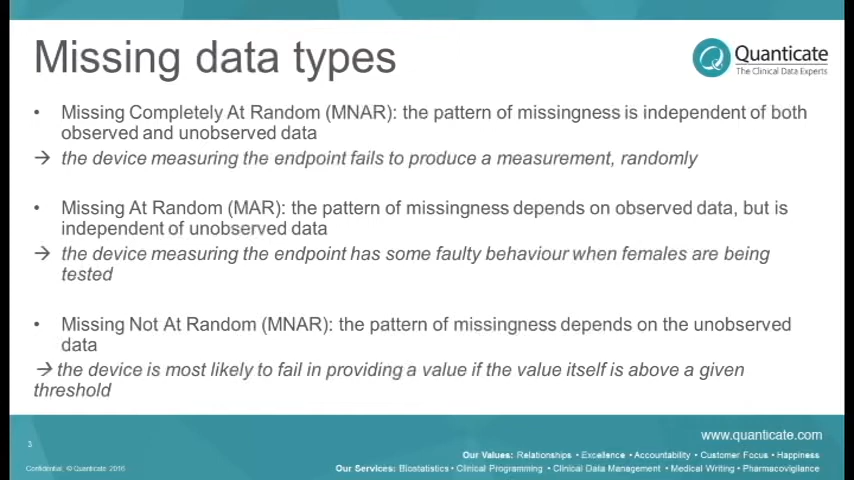 Missing data types
Quanticate
The Clinical Data Experts
• Missing Completely At Random (MNAR): the pattern of missingness is independent of both
observed and unobserved data
→ the device measuring the endpoint fails to produce a measurement, randomly
• Missing At Random (MAR): the pattern of missingness depends on observed data, but is
independent of unobserved data
→ the device measuring the endpoint has some faulty behaviour when females are being
tested
• Missing Not At Random (MNAR): the pattern of missingness depends on the unobserved
data
→ the device is most likely to fail in providing a value if the value itself is above a given
threshold
www.quanticate.com
3
Our Values: Relationships • Excellence • Accountability • Customer Focus • Happiness
Confidential; © Quanticate 2016
Our Services: Biostatistics • Clinical Programming • Clinical Data Management • Medical Writing • Pharmacovigilance